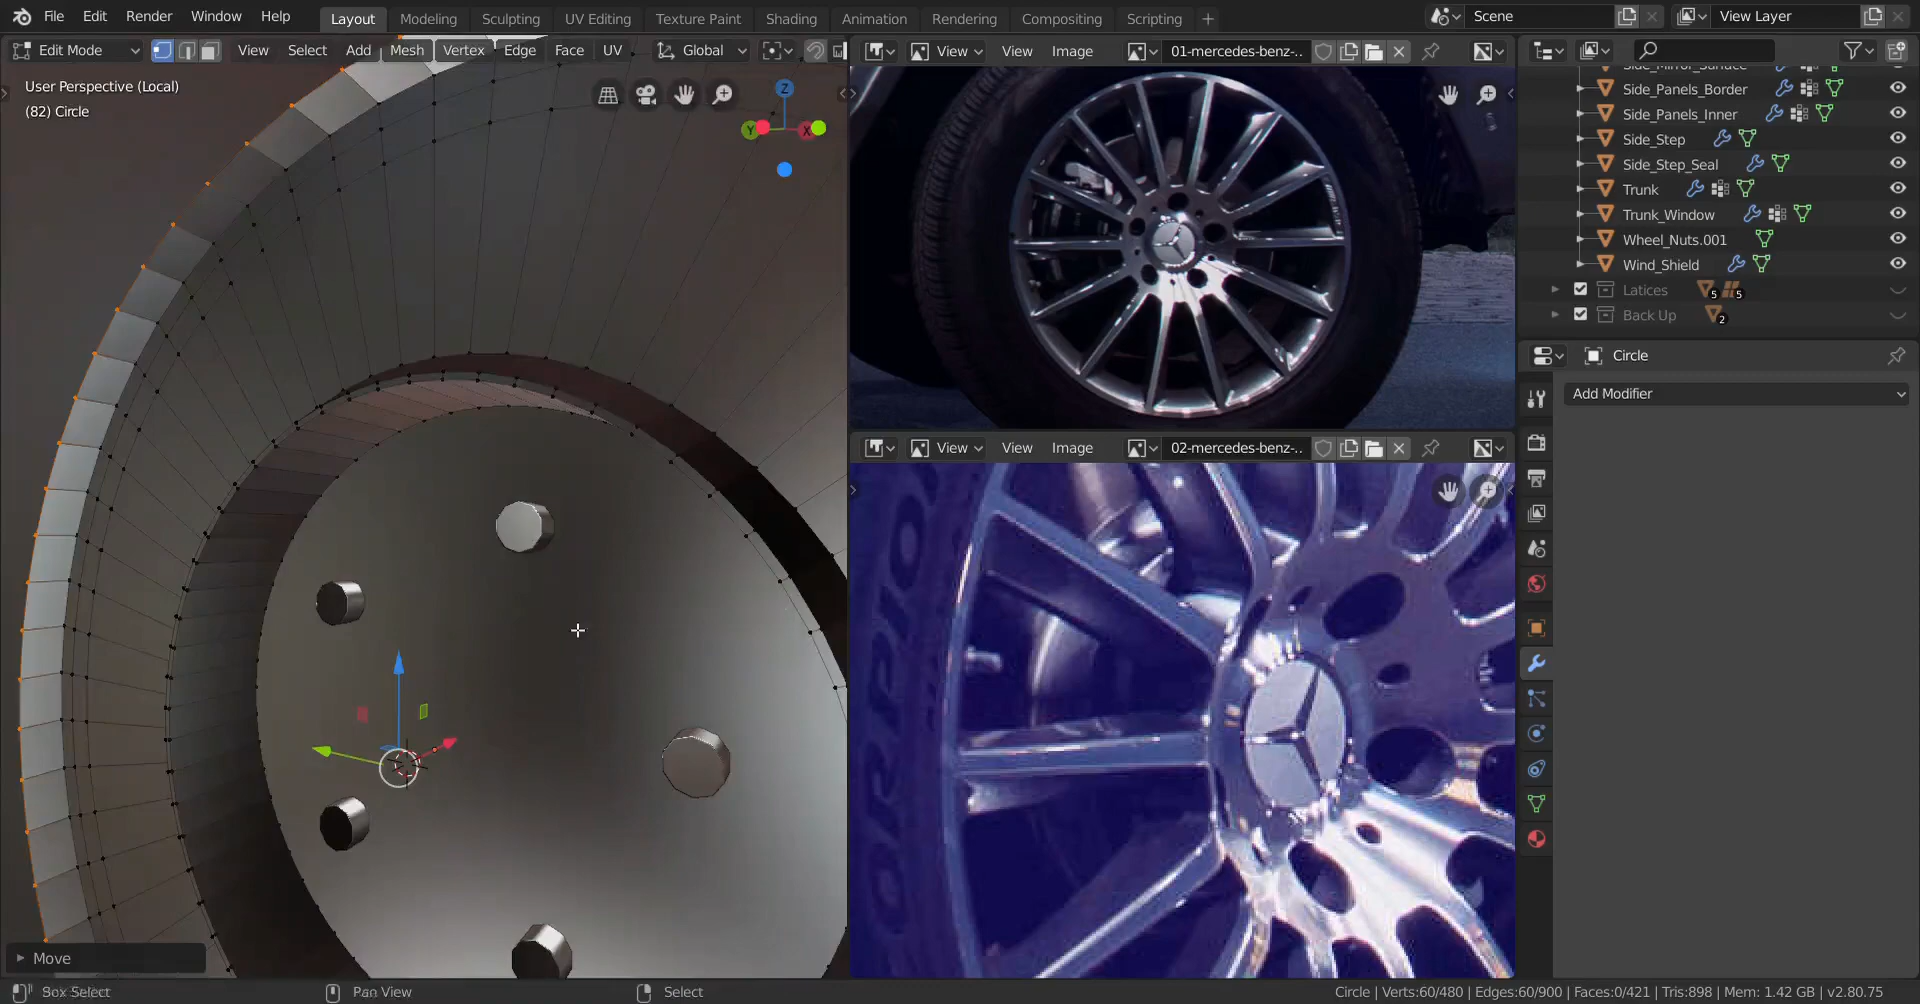 File Edit Render Window Help Layout Modeling Sculpting UV Editing Texture Paint Shading Animation Rendering Compositing Scripting + Scene View Layer
Edit Mode View Select Add Mesh Vertex Edge Face UV Global
View View Image 01-mercedes-benz-..
User Perspective (Local)
(82) Circle
Z
Y X
Side_Mirror_Surface
Side_Panels_Border
Side_Panels_Inner
Side_Step
Side_Step_Seal
Trunk
Trunk_Window
Wheel_Nuts.001
Wind_Shield
Latices 5 5
Back Up 2
Circle
Add Modifier
View View Image 02-mercedes-benz-..
Move
Box Select Pan View Select
Circle | Verts:60/480 | Edges:60/900 | Faces:0/421 | Tris:898 | Mem: 1.42 GB | v2.80.75